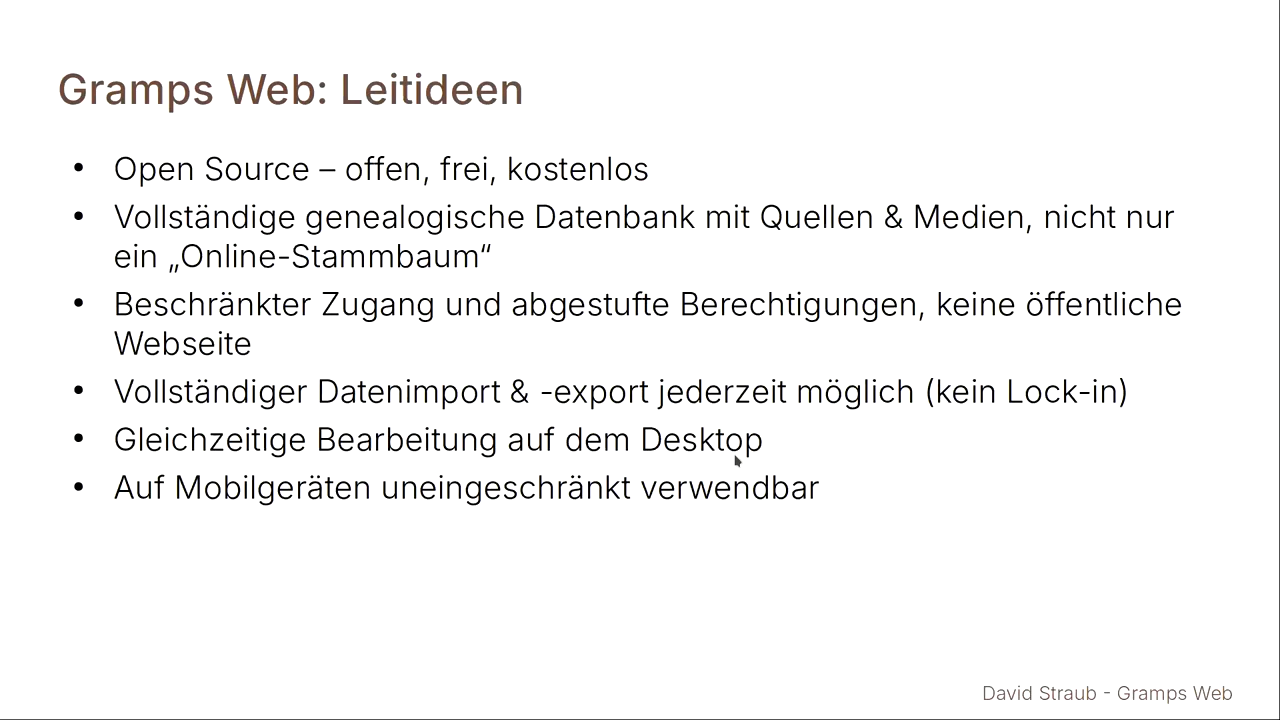 Gramps Web: Leitideen
• Open Source – offen, frei, kostenlos
• Vollständige genealogische Datenbank mit Quellen & Medien, nicht nur
ein „Online-Stammbaum“
• Beschränkter Zugang und abgestufte Berechtigungen, keine öffentliche
Webseite
• Vollständiger Datenimport & -export jederzeit möglich (kein Lock-in)
• Gleichzeitige Bearbeitung auf dem Desktop
• Auf Mobilgeräten uneingeschränkt verwendbar
David Straub - Gramps Web